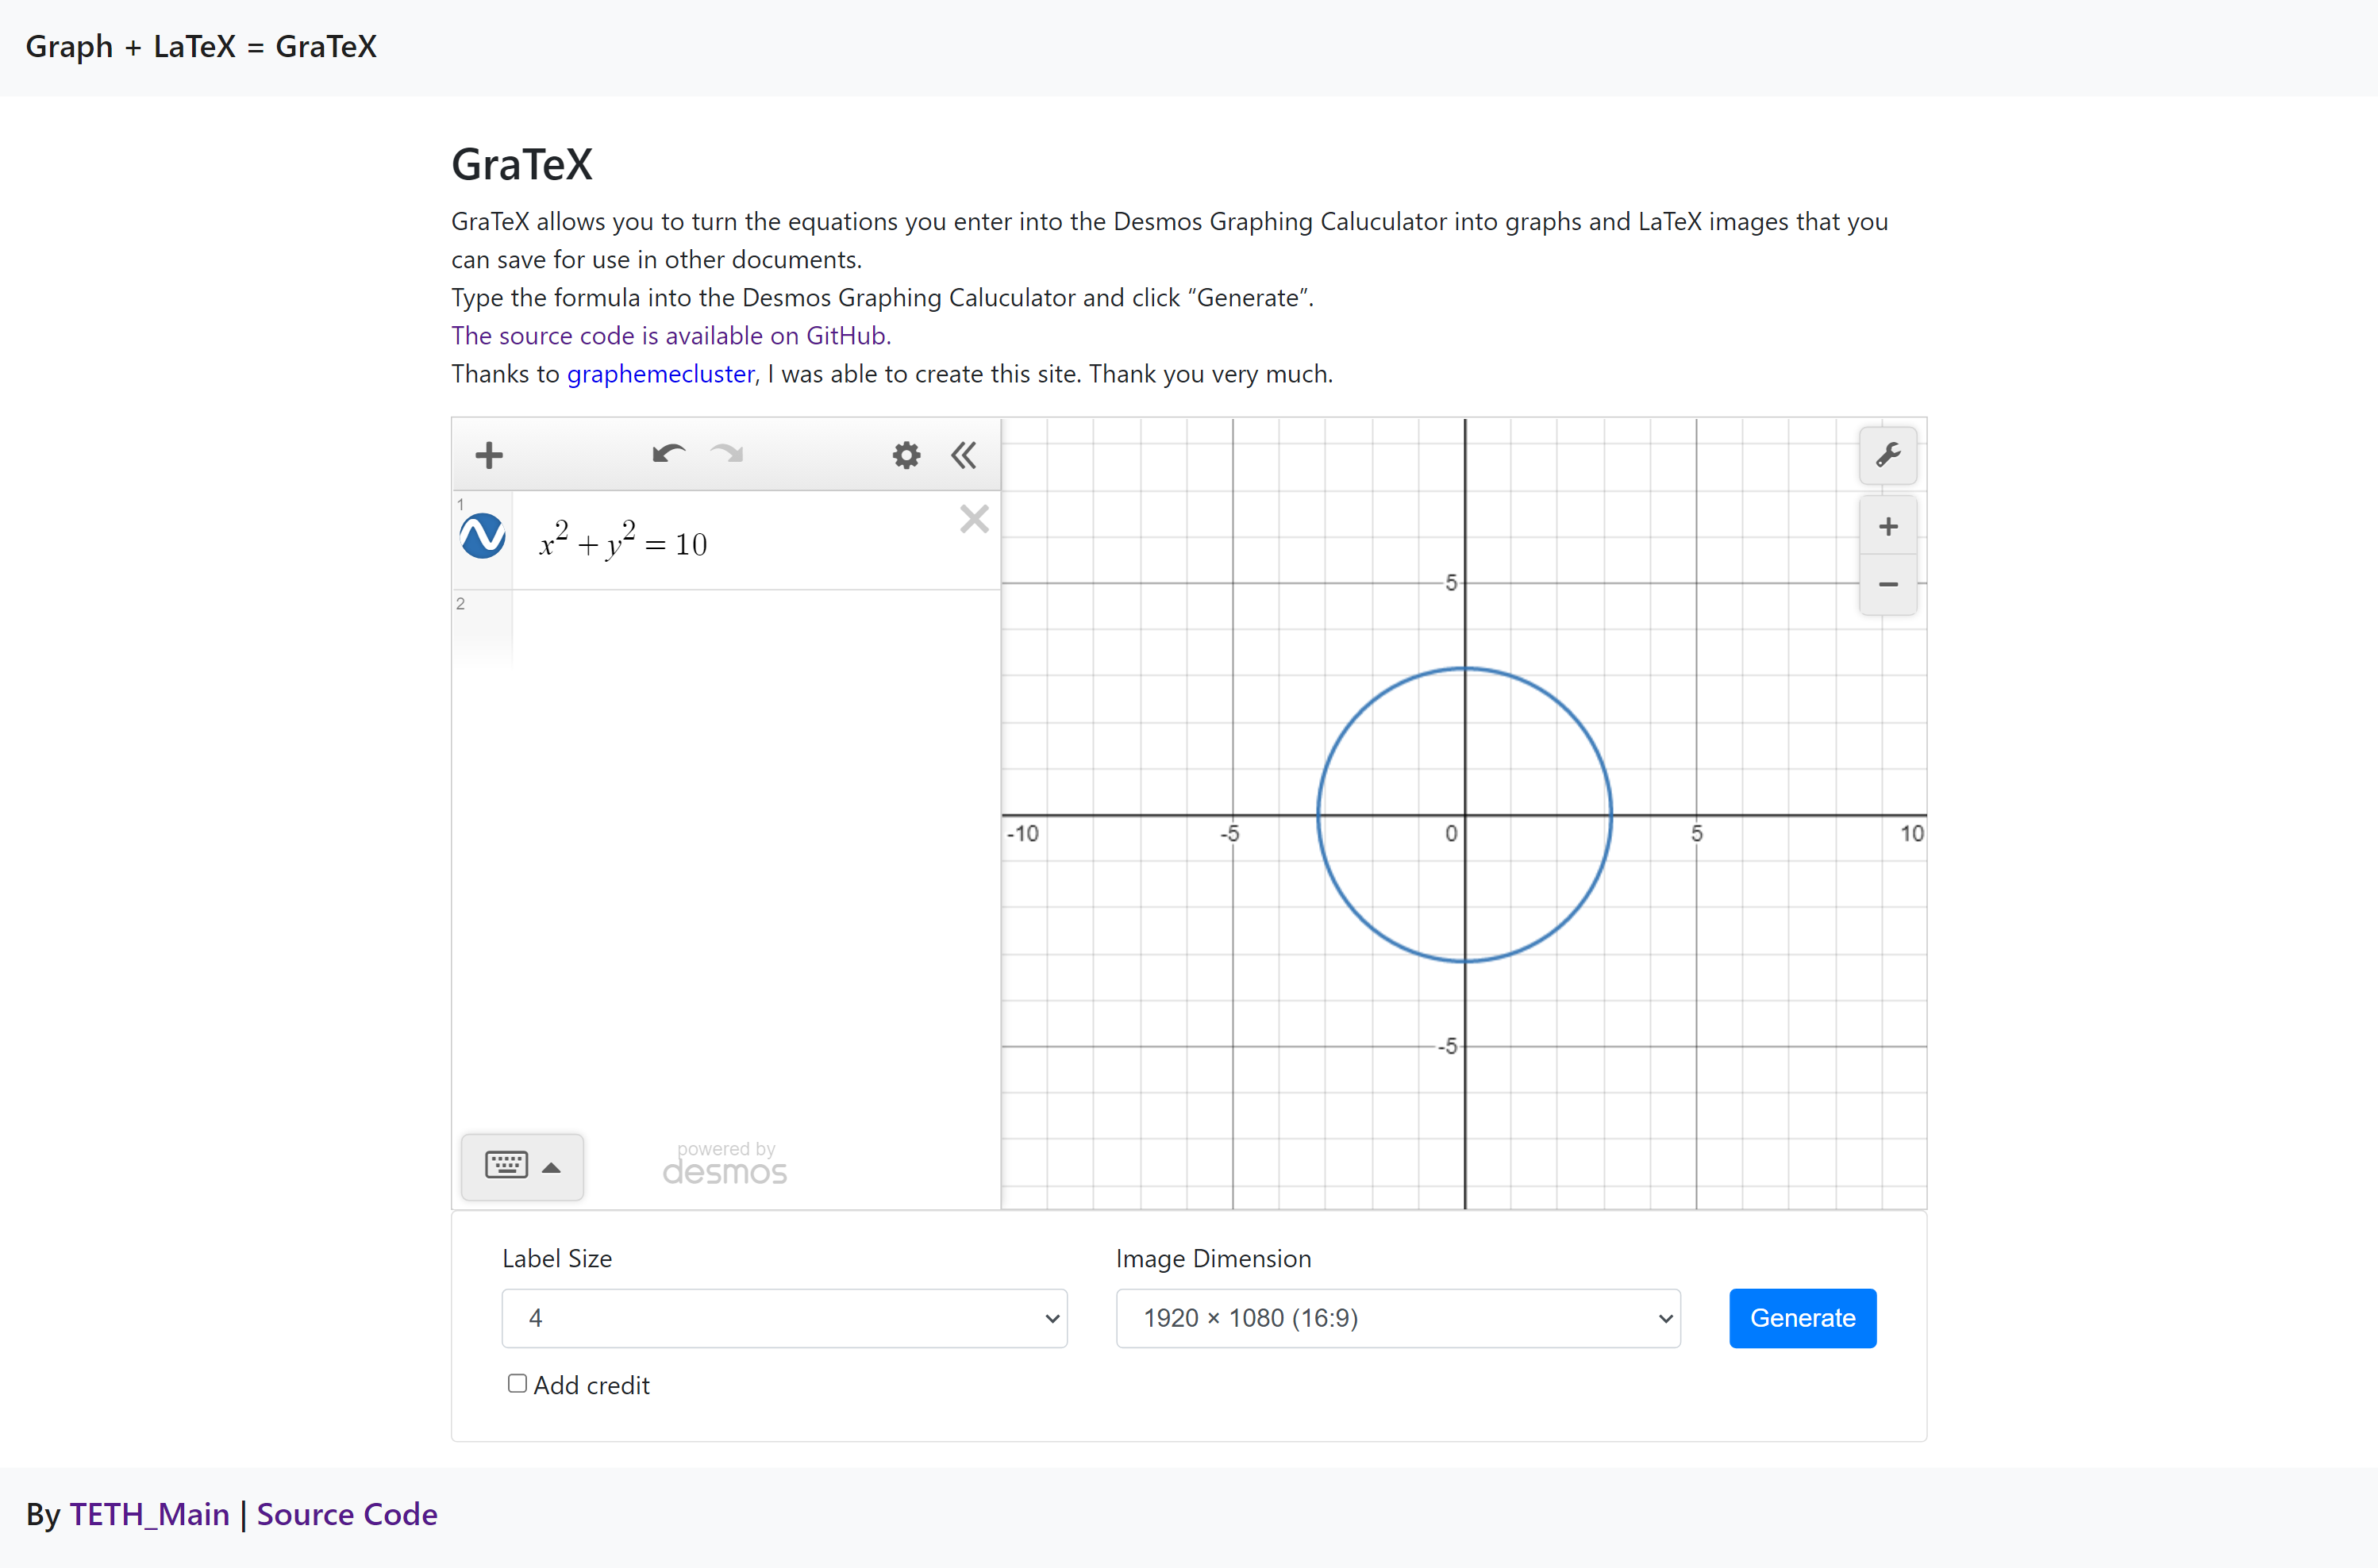 Graph + LaTeX = GraTeX
GraTeX
GraTeX allows you to turn the equations you enter into the Desmos Graphing Caluculator into graphs and LaTeX images that you
can save for use in other documents.
Type the formula into the Desmos Graphing Caluculator and click “Generate”.
The source code is available on GitHub.
Thanks to graphemecluster, I was able to create this site. Thank you very much.
1
x² + y² = 10
2
powered by
desmos
5
-10 -5 0 5 10
-5
Label Size
4
Image Dimension
1920 × 1080 (16:9)
Generate
Add credit
By TETH_Main | Source Code